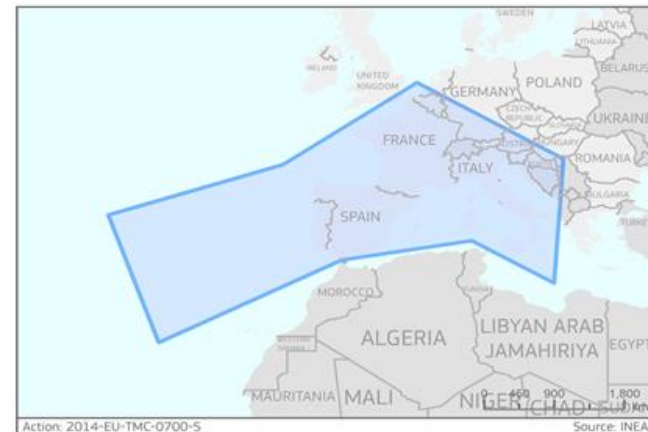 SWEDEN
LATVIA
LITHUANIA
IRELAND
UNITED
KINGDOM
BELARUS
POLAND
GERMANY
CZECH
REPUBLIC
UKRAINE
FRANCE
HUNGARY
ROMANIA
ITALY
BULGARIA
SPAIN
MOROCCO
ALGERIA
LIBYAN ARAB
JAMAHIRIYA
EGYPT
MAURITANIA
MALI
NIGER
CHAD
0 450 900 1,800
Action: 2014-EU-TMC-0700-S
Source: INEA